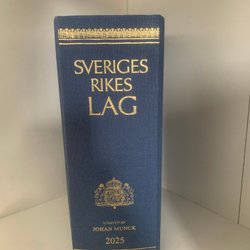 SVERIGES
RIKES
LAG
UTGIVEN AV
JOHAN MUNCK
2025